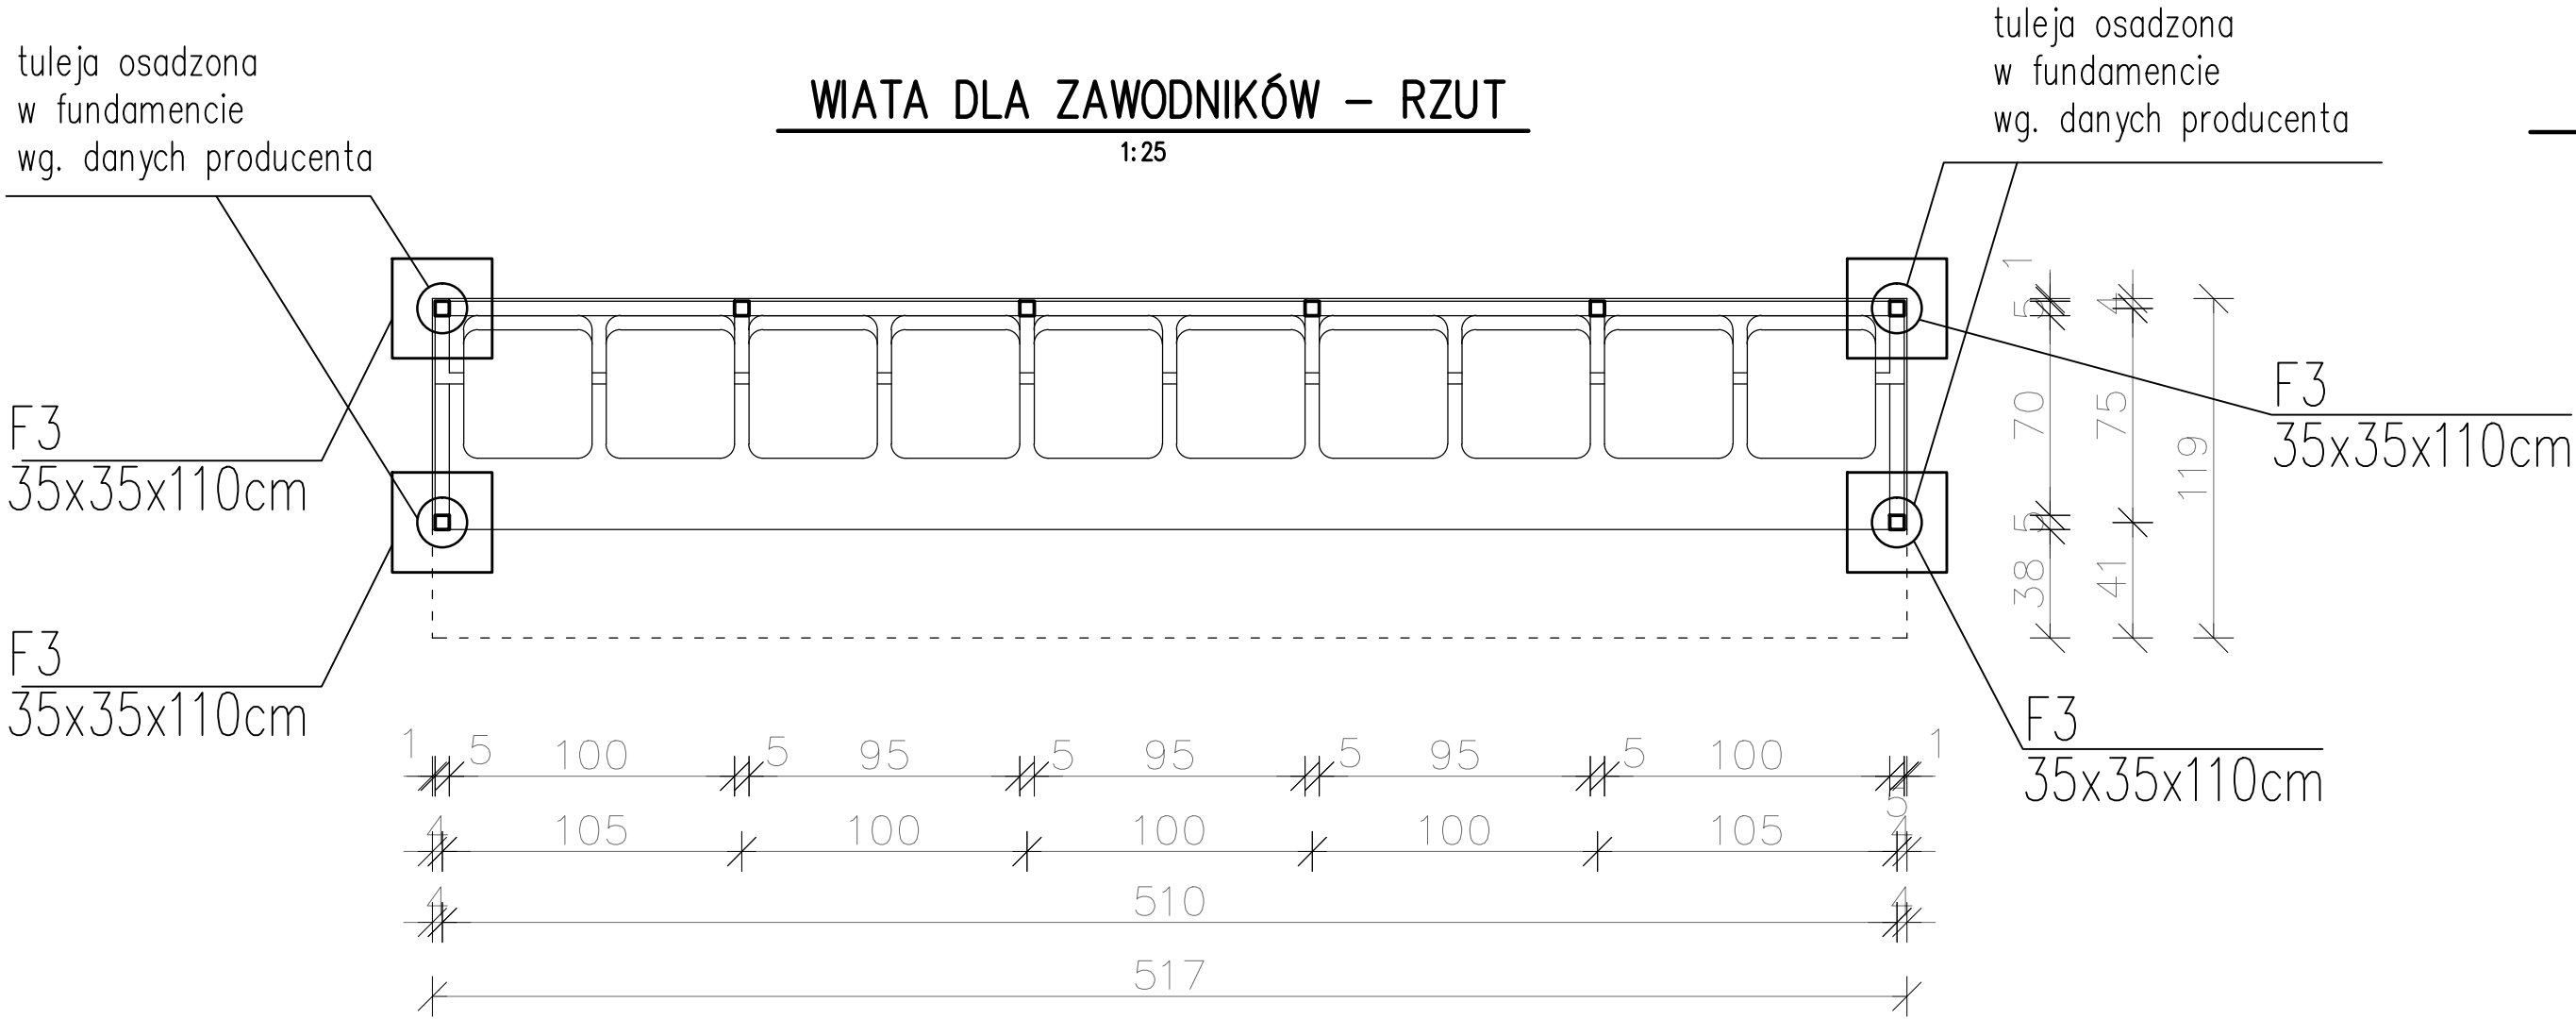 tuleja osadzona
w fundamencie
wg. danych producenta
WIATA DLA ZAWODNIKÓW – RZUT
1:25
tuleja osadzona
w fundamencie
wg. danych producenta
F3
35x35x110cm
F3
35x35x110cm
F3
35x35x110cm
F3
35x35x110cm
1 5 70 5 38
4 75 41
119
1 5 100 5 95 5 95 5 95 5 100 5 1
4 105 100 100 100 105 4
4 510 4
517